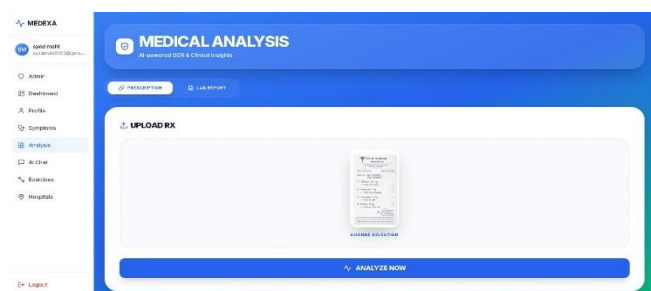 MEDEXA
SM
syed mohi
Admin
Dashboard
Profile
Symptoms
Analysis
AI Chat
Exercises
Hospitals
Logout
MEDICAL ANALYSIS
AI-powered OCR & Clinical Insights
PRESCRIPTION
LAB REPORT
UPLOAD RX
CHANGE SELECTION
ANALYZE NOW